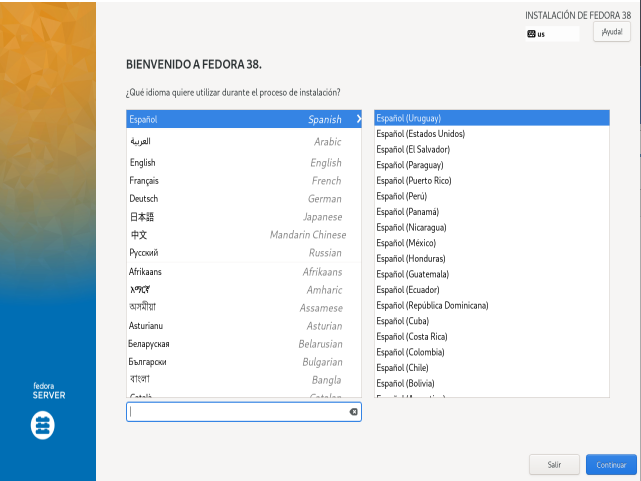 INSTALACIÓN DE FEDORA 38
us
¡Ayuda!
BIENVENIDO A FEDORA 38.
¿Qué idioma quiere utilizar durante el proceso de instalación?
Español Spanish
العربية Arabic
English English
Français French
Deutsch German
日本語 Japanese
中文 Mandarin Chinese
Русский Russian
Afrikaans Afrikaans
አማርኛ Amharic
অসমীয়া Assamese
Asturianu Asturian
Беларуская Belarusian
Български Bulgarian
বাংলা Bangla
Català Catalan
Español (Uruguay)
Español (Estados Unidos)
Español (El Salvador)
Español (Paraguay)
Español (Puerto Rico)
Español (Perú)
Español (Panamá)
Español (Nicaragua)
Español (México)
Español (Honduras)
Español (Guatemala)
Español (Ecuador)
Español (República Dominicana)
Español (Cuba)
Español (Costa Rica)
Español (Colombia)
Español (Chile)
Español (Bolivia)
Español (Argentina)
fedora
SERVER
Salir
Continuar